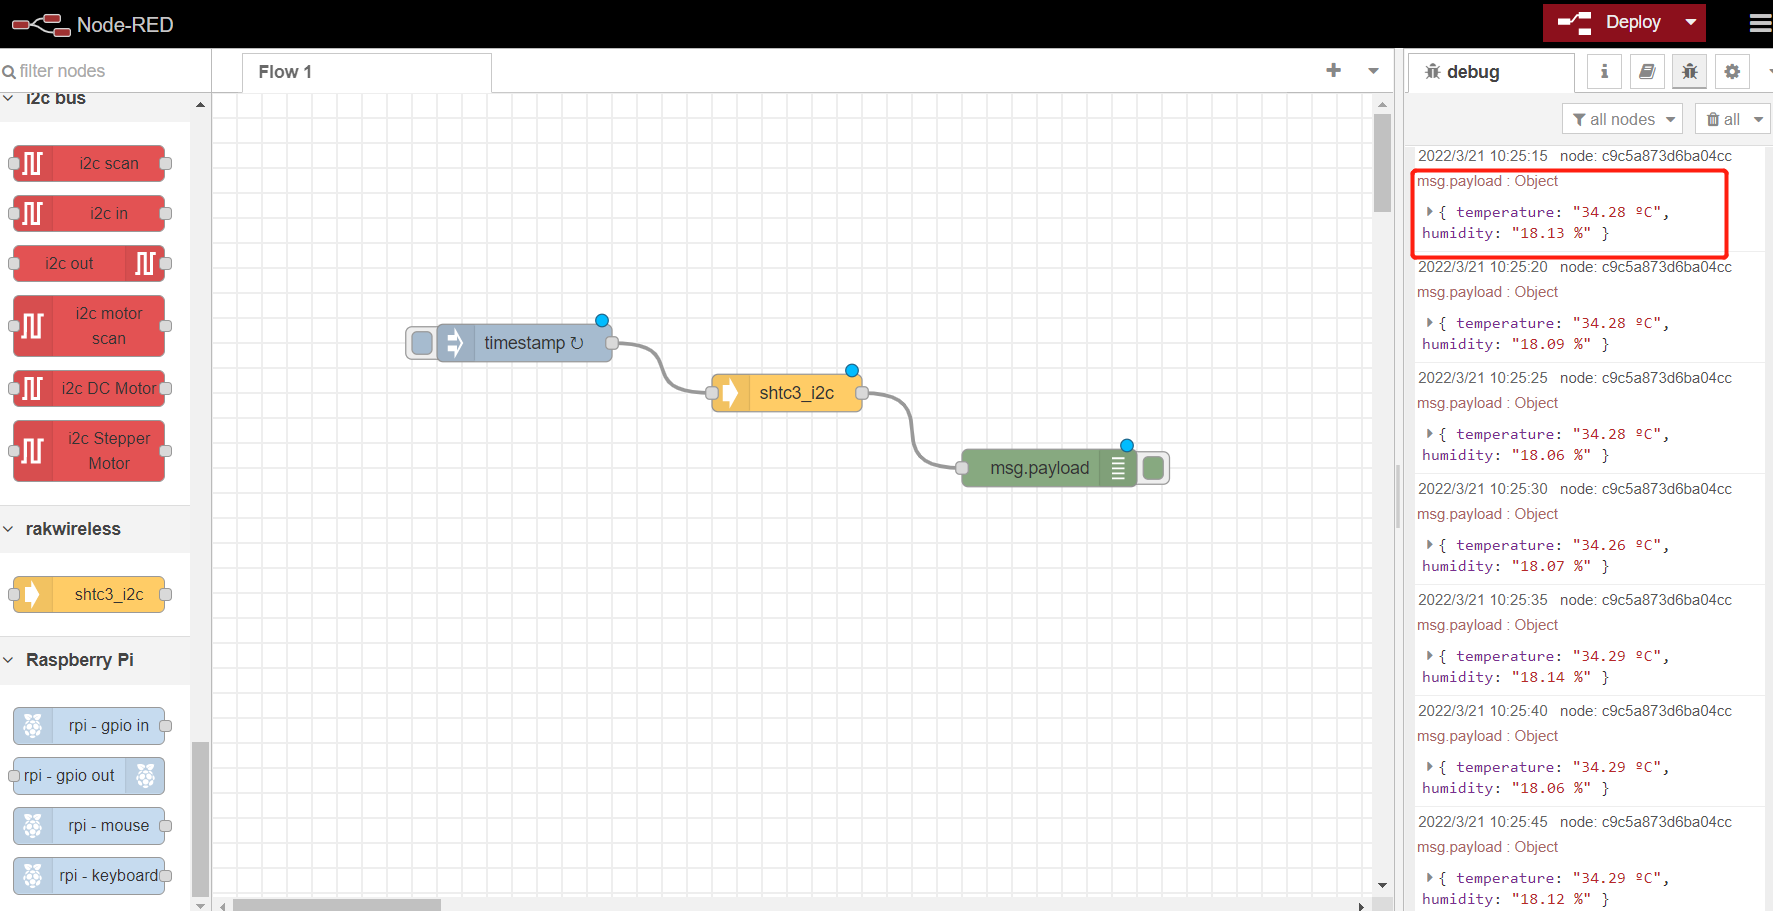 Node-RED
Deploy
filter nodes
Flow 1
debug
i
all nodes
all
i2c bus
i2c scan
i2c in
i2c out
i2c motor
scan
i2c DC Motor
i2c Stepper
Motor
rakwireless
shtc3_i2c
Raspberry Pi
rpi - gpio in
rpi - gpio out
rpi - mouse
rpi - keyboard
timestamp ↻
shtc3_i2c
msg.payload
2022/3/21 10:25:15 node: c9c5a873d6ba04cc
msg.payload : Object
{ temperature: "34.28 ºC",
humidity: "18.13 %" }
2022/3/21 10:25:20 node: c9c5a873d6ba04cc
msg.payload : Object
{ temperature: "34.28 ºC",
humidity: "18.09 %" }
2022/3/21 10:25:25 node: c9c5a873d6ba04cc
msg.payload : Object
{ temperature: "34.28 ºC",
humidity: "18.06 %" }
2022/3/21 10:25:30 node: c9c5a873d6ba04cc
msg.payload : Object
{ temperature: "34.26 ºC",
humidity: "18.07 %" }
2022/3/21 10:25:35 node: c9c5a873d6ba04cc
msg.payload : Object
{ temperature: "34.29 ºC",
humidity: "18.14 %" }
2022/3/21 10:25:40 node: c9c5a873d6ba04cc
msg.payload : Object
{ temperature: "34.29 ºC",
humidity: "18.06 %" }
2022/3/21 10:25:45 node: c9c5a873d6ba04cc
msg.payload : Object
{ temperature: "34.29 ºC",
humidity: "18.12 %" }